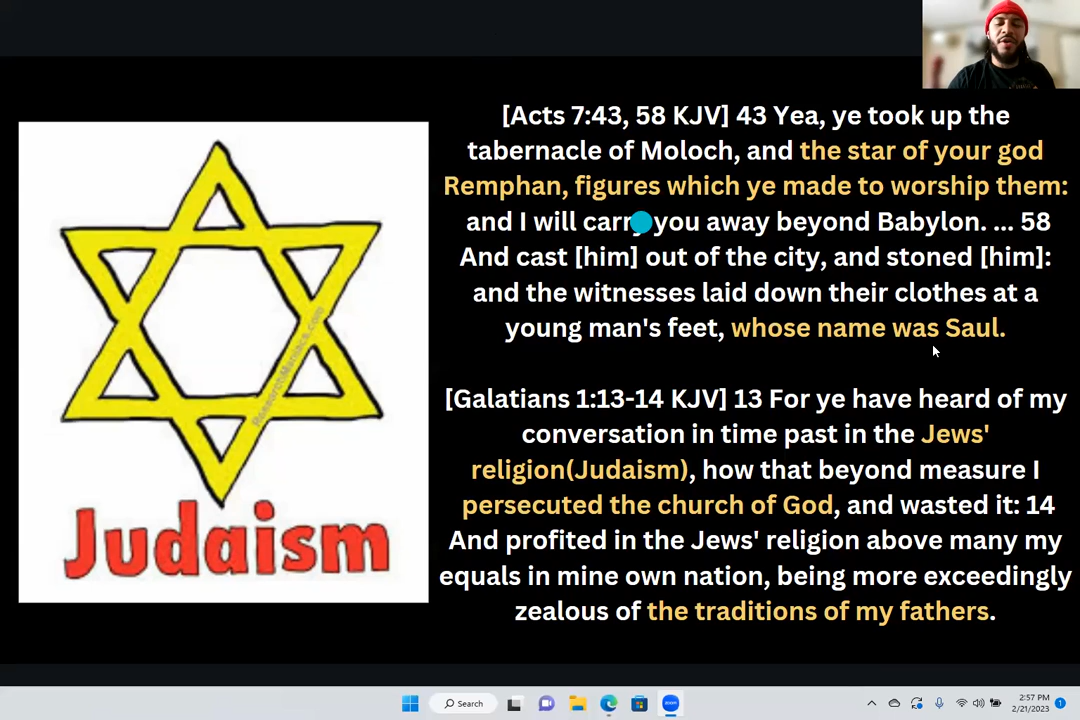 [Acts 7:43, 58 KJV] 43 Yea, ye took up the
tabernacle of Moloch, and the star of your god
Remphan, figures which ye made to worship them:
and I will carry you away beyond Babylon. ... 58
And cast [him] out of the city, and stoned [him]:
and the witnesses laid down their clothes at a
young man's feet, whose name was Saul.
[Galatians 1:13-14 KJV] 13 For ye have heard of my
conversation in time past in the Jews'
religion(Judaism), how that beyond measure I
persecuted the church of God, and wasted it: 14
And profited in the Jews' religion above many my
equals in mine own nation, being more exceedingly
zealous of the traditions of my fathers.
ResearchManiacs.com
Judaism
Search
zoom
2:57 PM
2/21/2023
1